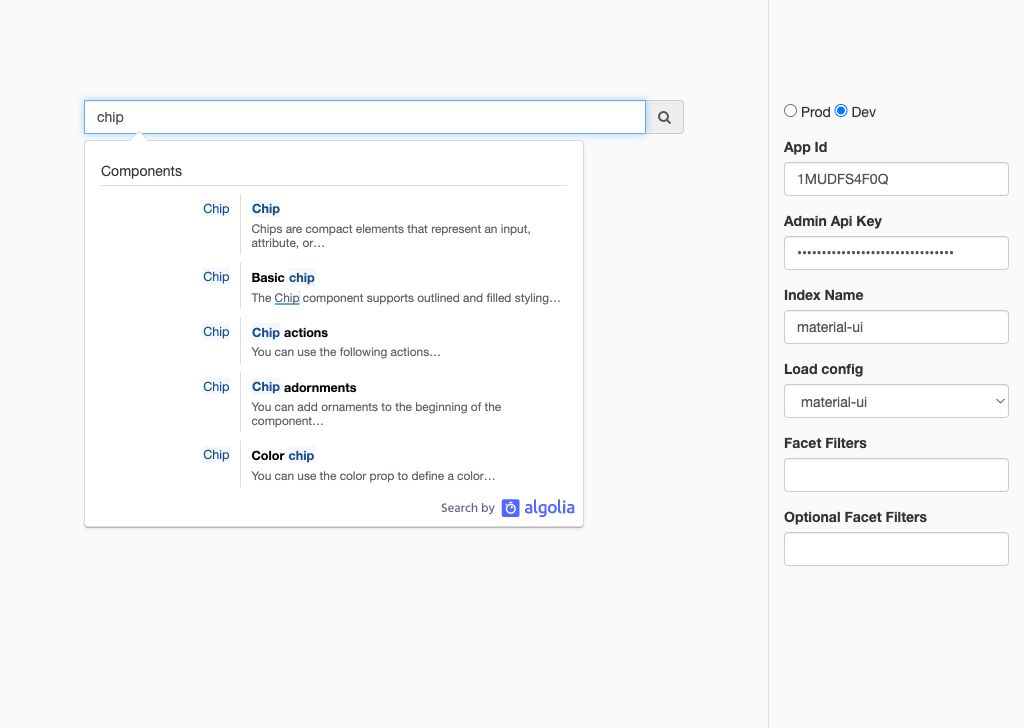 chip
Components
Chip Chip
Chips are compact elements that represent an input,
attribute, or…
Chip Basic chip
The Chip component supports outlined and filled styling…
Chip Chip actions
You can use the following actions…
Chip Chip adornments
You can add ornaments to the beginning of the
component…
Chip Color chip
You can use the color prop to define a color…
Search by algolia
Prod Dev
App Id
1MUDFS4F0Q
Admin Api Key
••••••••••••••••••••••••••••••••
Index Name
material-ui
Load config
material-ui
Facet Filters
Optional Facet Filters